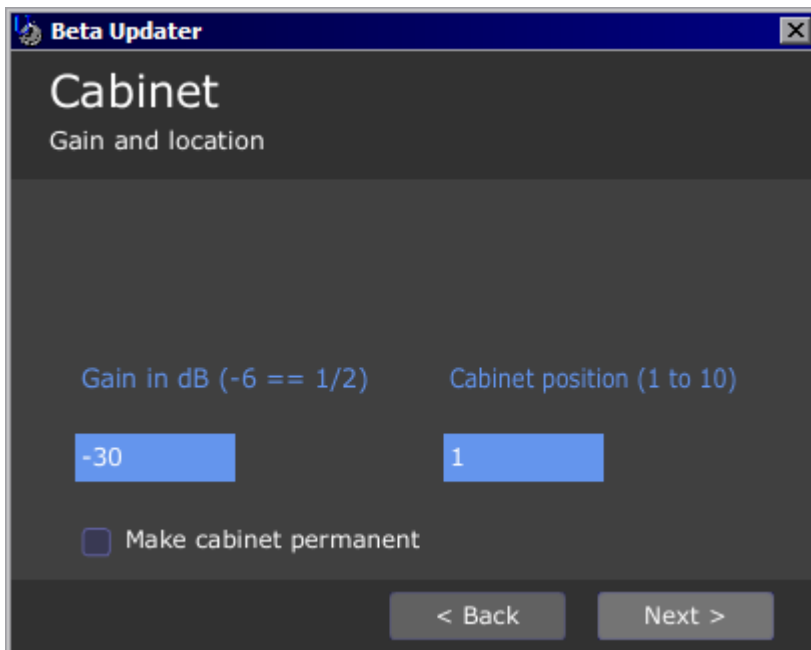 Beta Updater
Cabinet
Gain and location
Gain in dB (-6 == 1/2)
Cabinet position (1 to 10)
-30
1
Make cabinet permanent
< Back
Next >